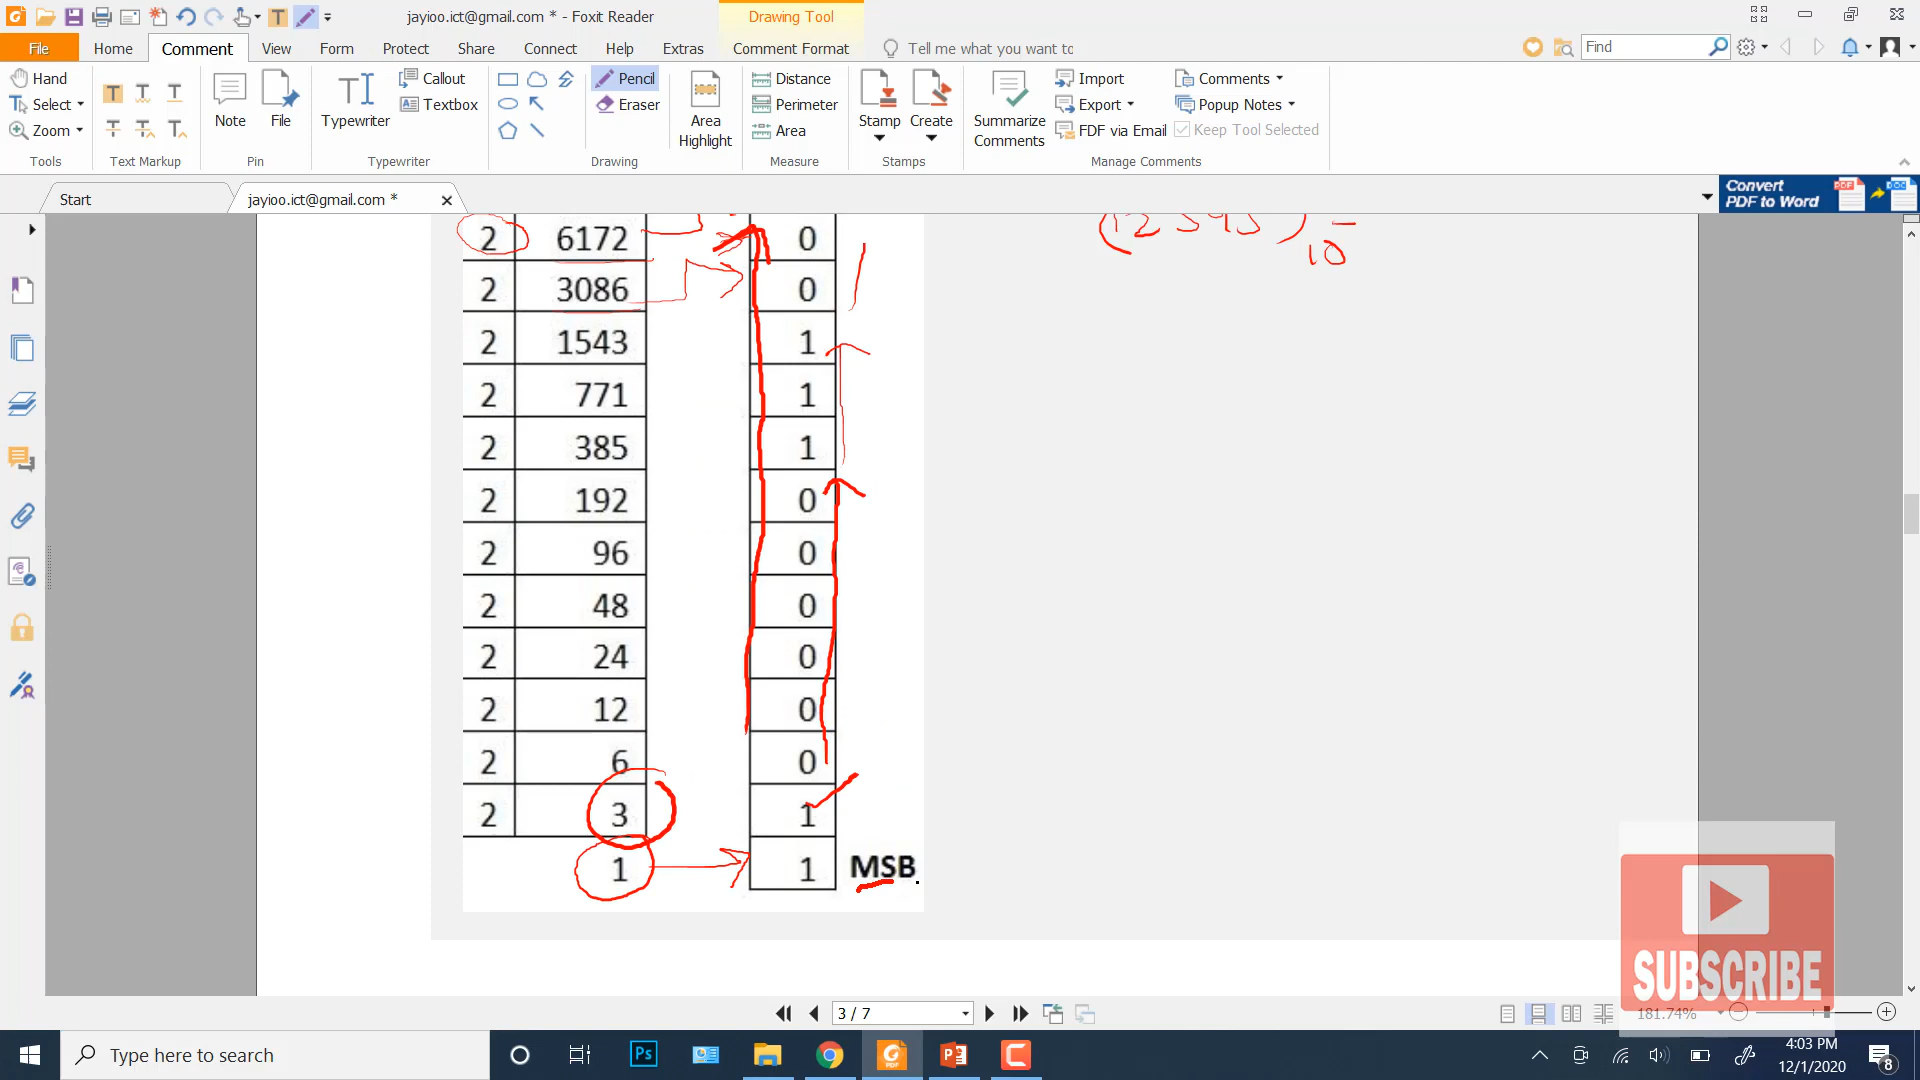 jayioo.ict@gmail.com * - Foxit Reader
Drawing Tool
File Home Comment View Form Protect Share Connect Help Extras Comment Format Tell me what you want to
Find
Hand
Select
Zoom
Tools
Text Markup
Note
File
Pin
Typewriter
Callout
Textbox
Typewriter
Pencil
Eraser
Drawing
Area
Highlight
Distance
Perimeter
Area
Measure
Stamp
Create
Stamps
Summarize
Comments
Import
Export
FDF via Email
Comments
Popup Notes
Keep Tool Selected
Manage Comments
Start
jayioo.ict@gmail.com *
Convert
PDF to Word
PDF
DOC
(12345)
10
2 6172 0
2 3086 0
2 1543 1
2 771 1
2 385 1
2 192 0
2 96 0
2 48 0
2 24 0
2 12 0
2 6 0
2 3 1
1 1 MSB
SUBSCRIBE
3 / 7
181.74%
Type here to search
Ps
4:03 PM
12/1/2020
8